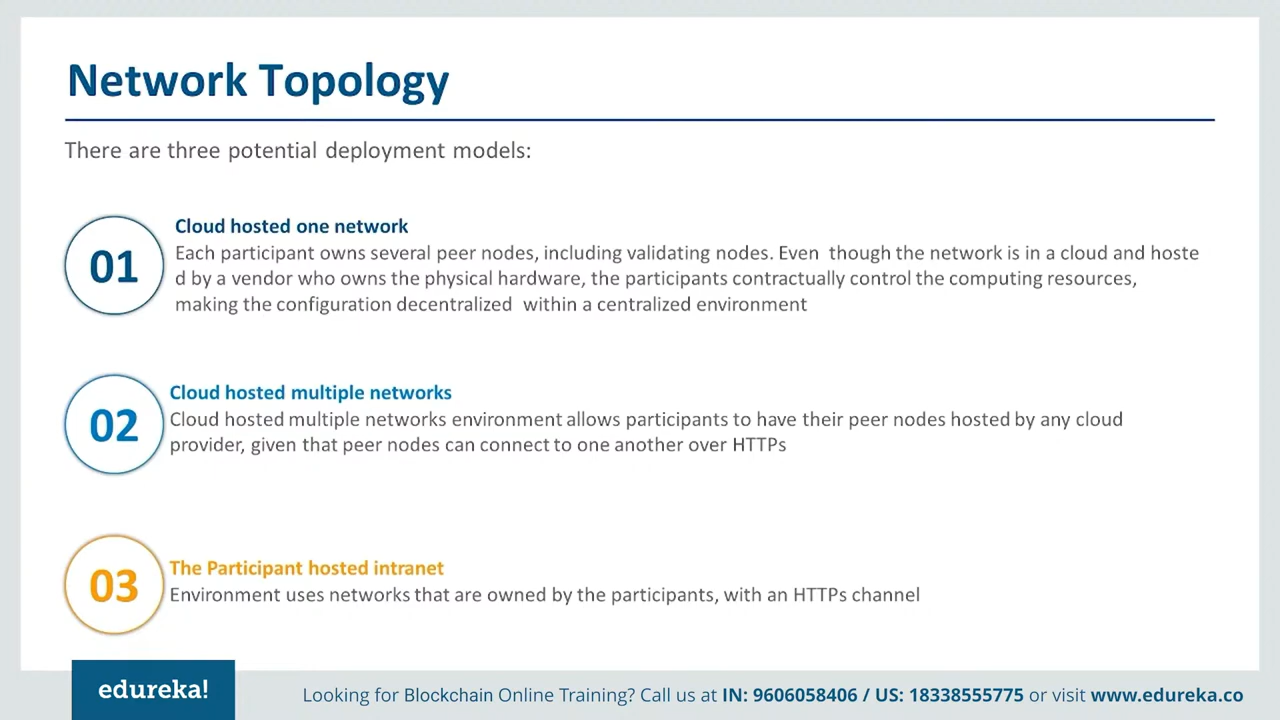 Network Topology
There are three potential deployment models:
01
Cloud hosted one network
Each participant owns several peer nodes, including validating nodes. Even though the network is in a cloud and hoste
d by a vendor who owns the physical hardware, the participants contractually control the computing resources,
making the configuration decentralized within a centralized environment
02
Cloud hosted multiple networks
Cloud hosted multiple networks environment allows participants to have their peer nodes hosted by any cloud
provider, given that peer nodes can connect to one another over HTTPs
03
The Participant hosted intranet
Environment uses networks that are owned by the participants, with an HTTPs channel
edureka!
Looking for Blockchain Online Training? Call us at IN: 9606058406 / US: 18338555775 or visit www.edureka.co